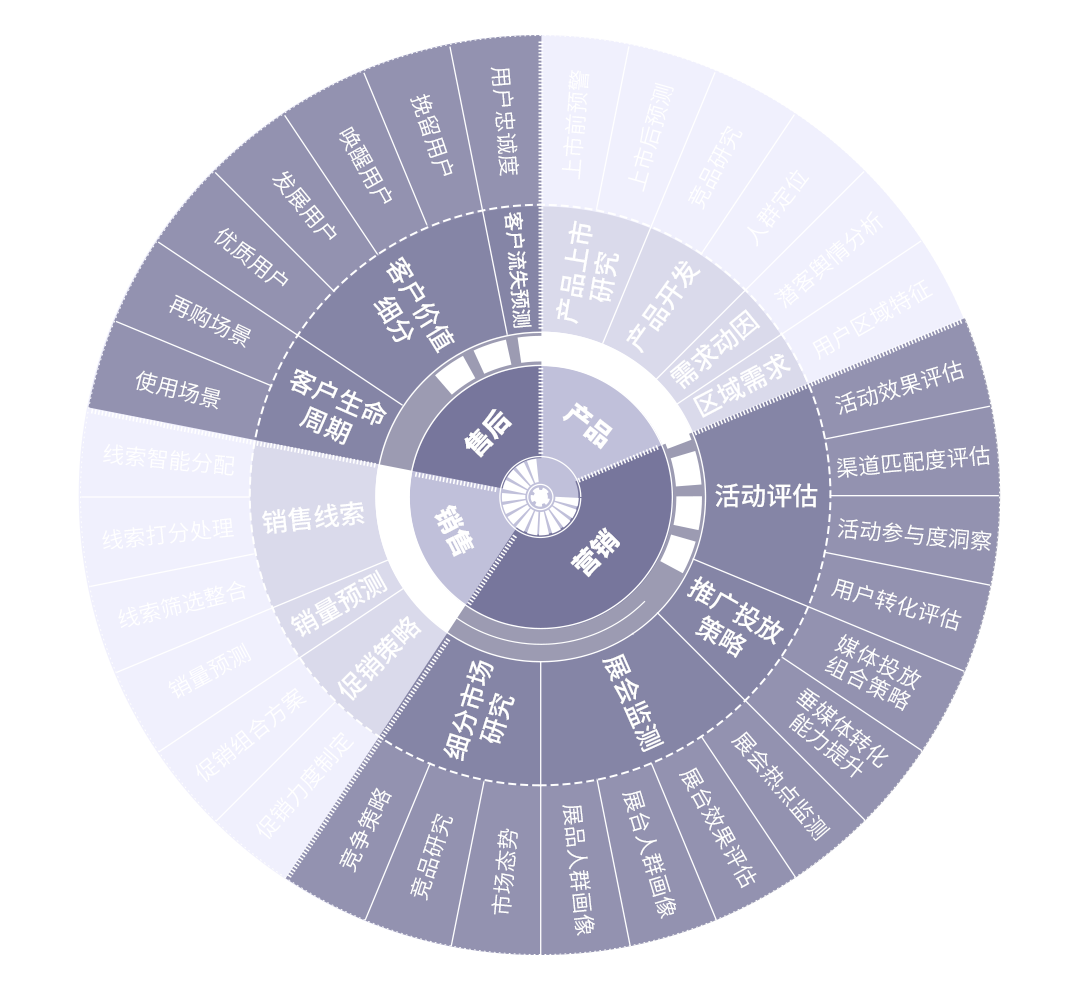 产品
产品上市
研究
上市前预警
上市后预测
产品开发
竞品研究
人群定位
需求动因
潜客舆情分析
区域需求
用户区域特征
营销
活动评估
活动效果评估
渠道匹配度评估
活动参与度洞察
用户转化评估
推广投放
策略
媒体投放
组合策略
垂媒体转化
能力提升
展会监测
展会热点监测
展台效果评估
展台人群画像
展品人群画像
细分市场
研究
市场态势
竞品研究
竞争策略
销售
促销策略
促销力度制定
促销组合方案
销量预测
销量预测
线索筛选整合
销售线索
线索打分处理
线索智能分配
售后
客户生命
周期
使用场景
再购场景
客户价值
细分
优质用户
发展用户
唤醒用户
挽留用户
客户流失预测
用户忠诚度